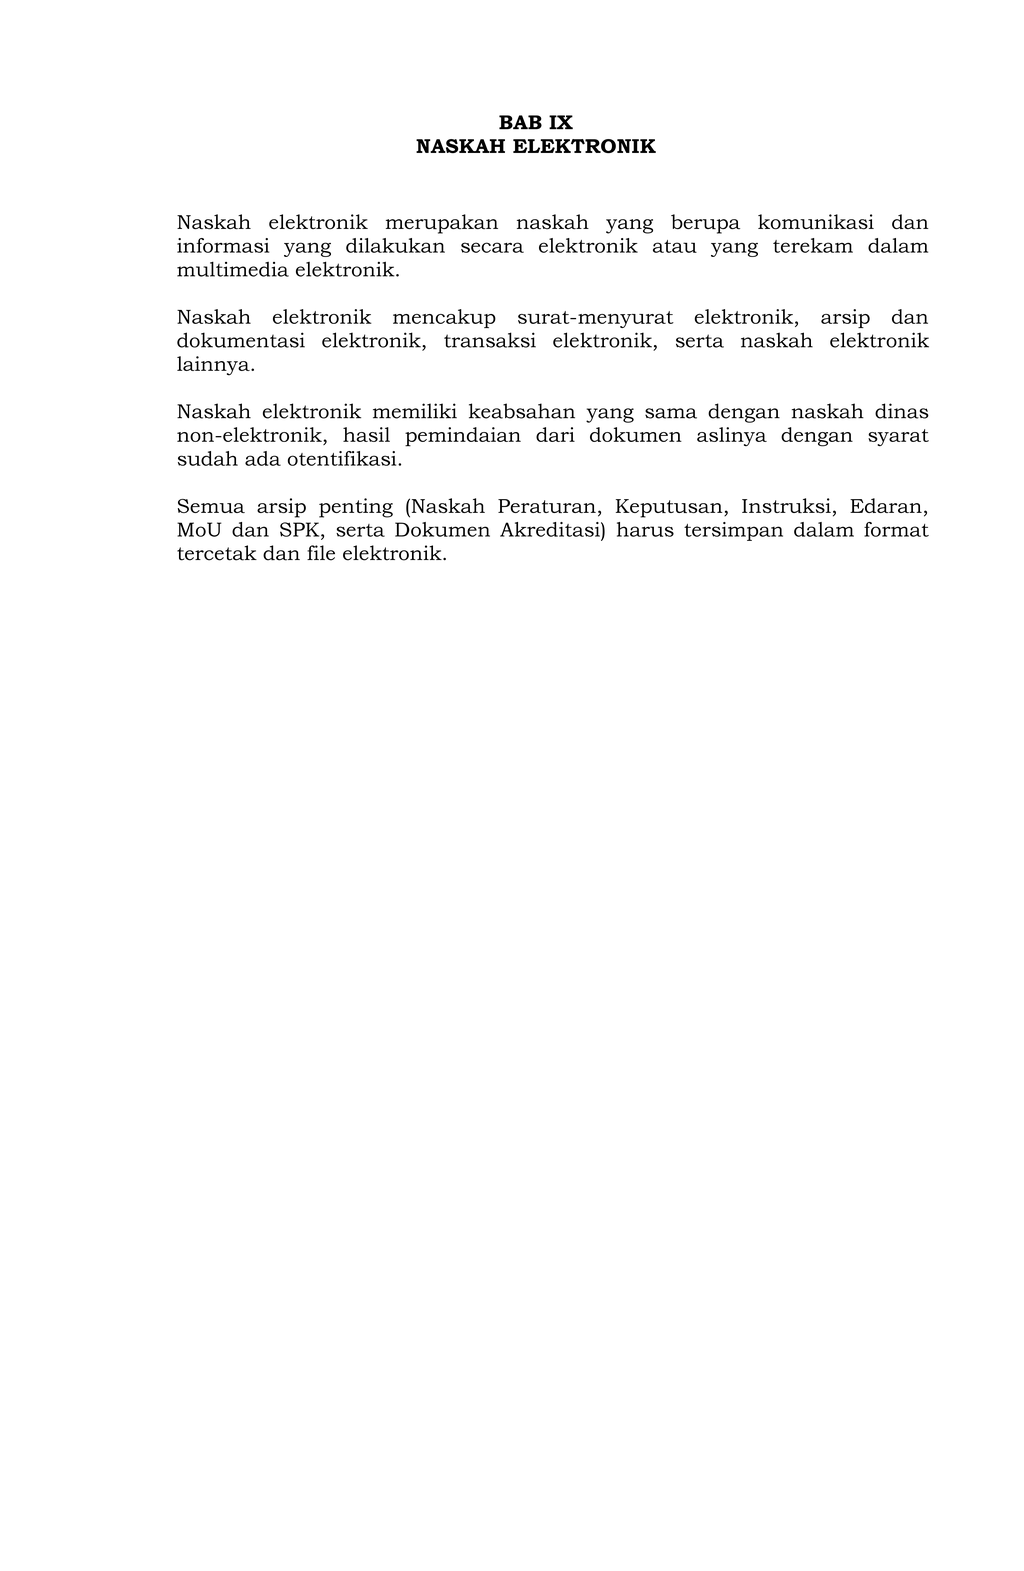 BAB IX
NASKAH ELEKTRONIK
Naskah elektronik merupakan naskah yang berupa komunikasi dan
informasi yang dilakukan secara elektronik atau yang terekam dalam
multimedia elektronik.
Naskah elektronik mencakup surat-menyurat elektronik, arsip dan
dokumentasi elektronik, transaksi elektronik, serta naskah elektronik
lainnya.
Naskah elektronik memiliki keabsahan yang sama dengan naskah dinas
non-elektronik, hasil pemindaian dari dokumen aslinya dengan syarat
sudah ada otentifikasi.
Semua arsip penting (Naskah Peraturan, Keputusan, Instruksi, Edaran,
MoU dan SPK, serta Dokumen Akreditasi) harus tersimpan dalam format
tercetak dan file elektronik.